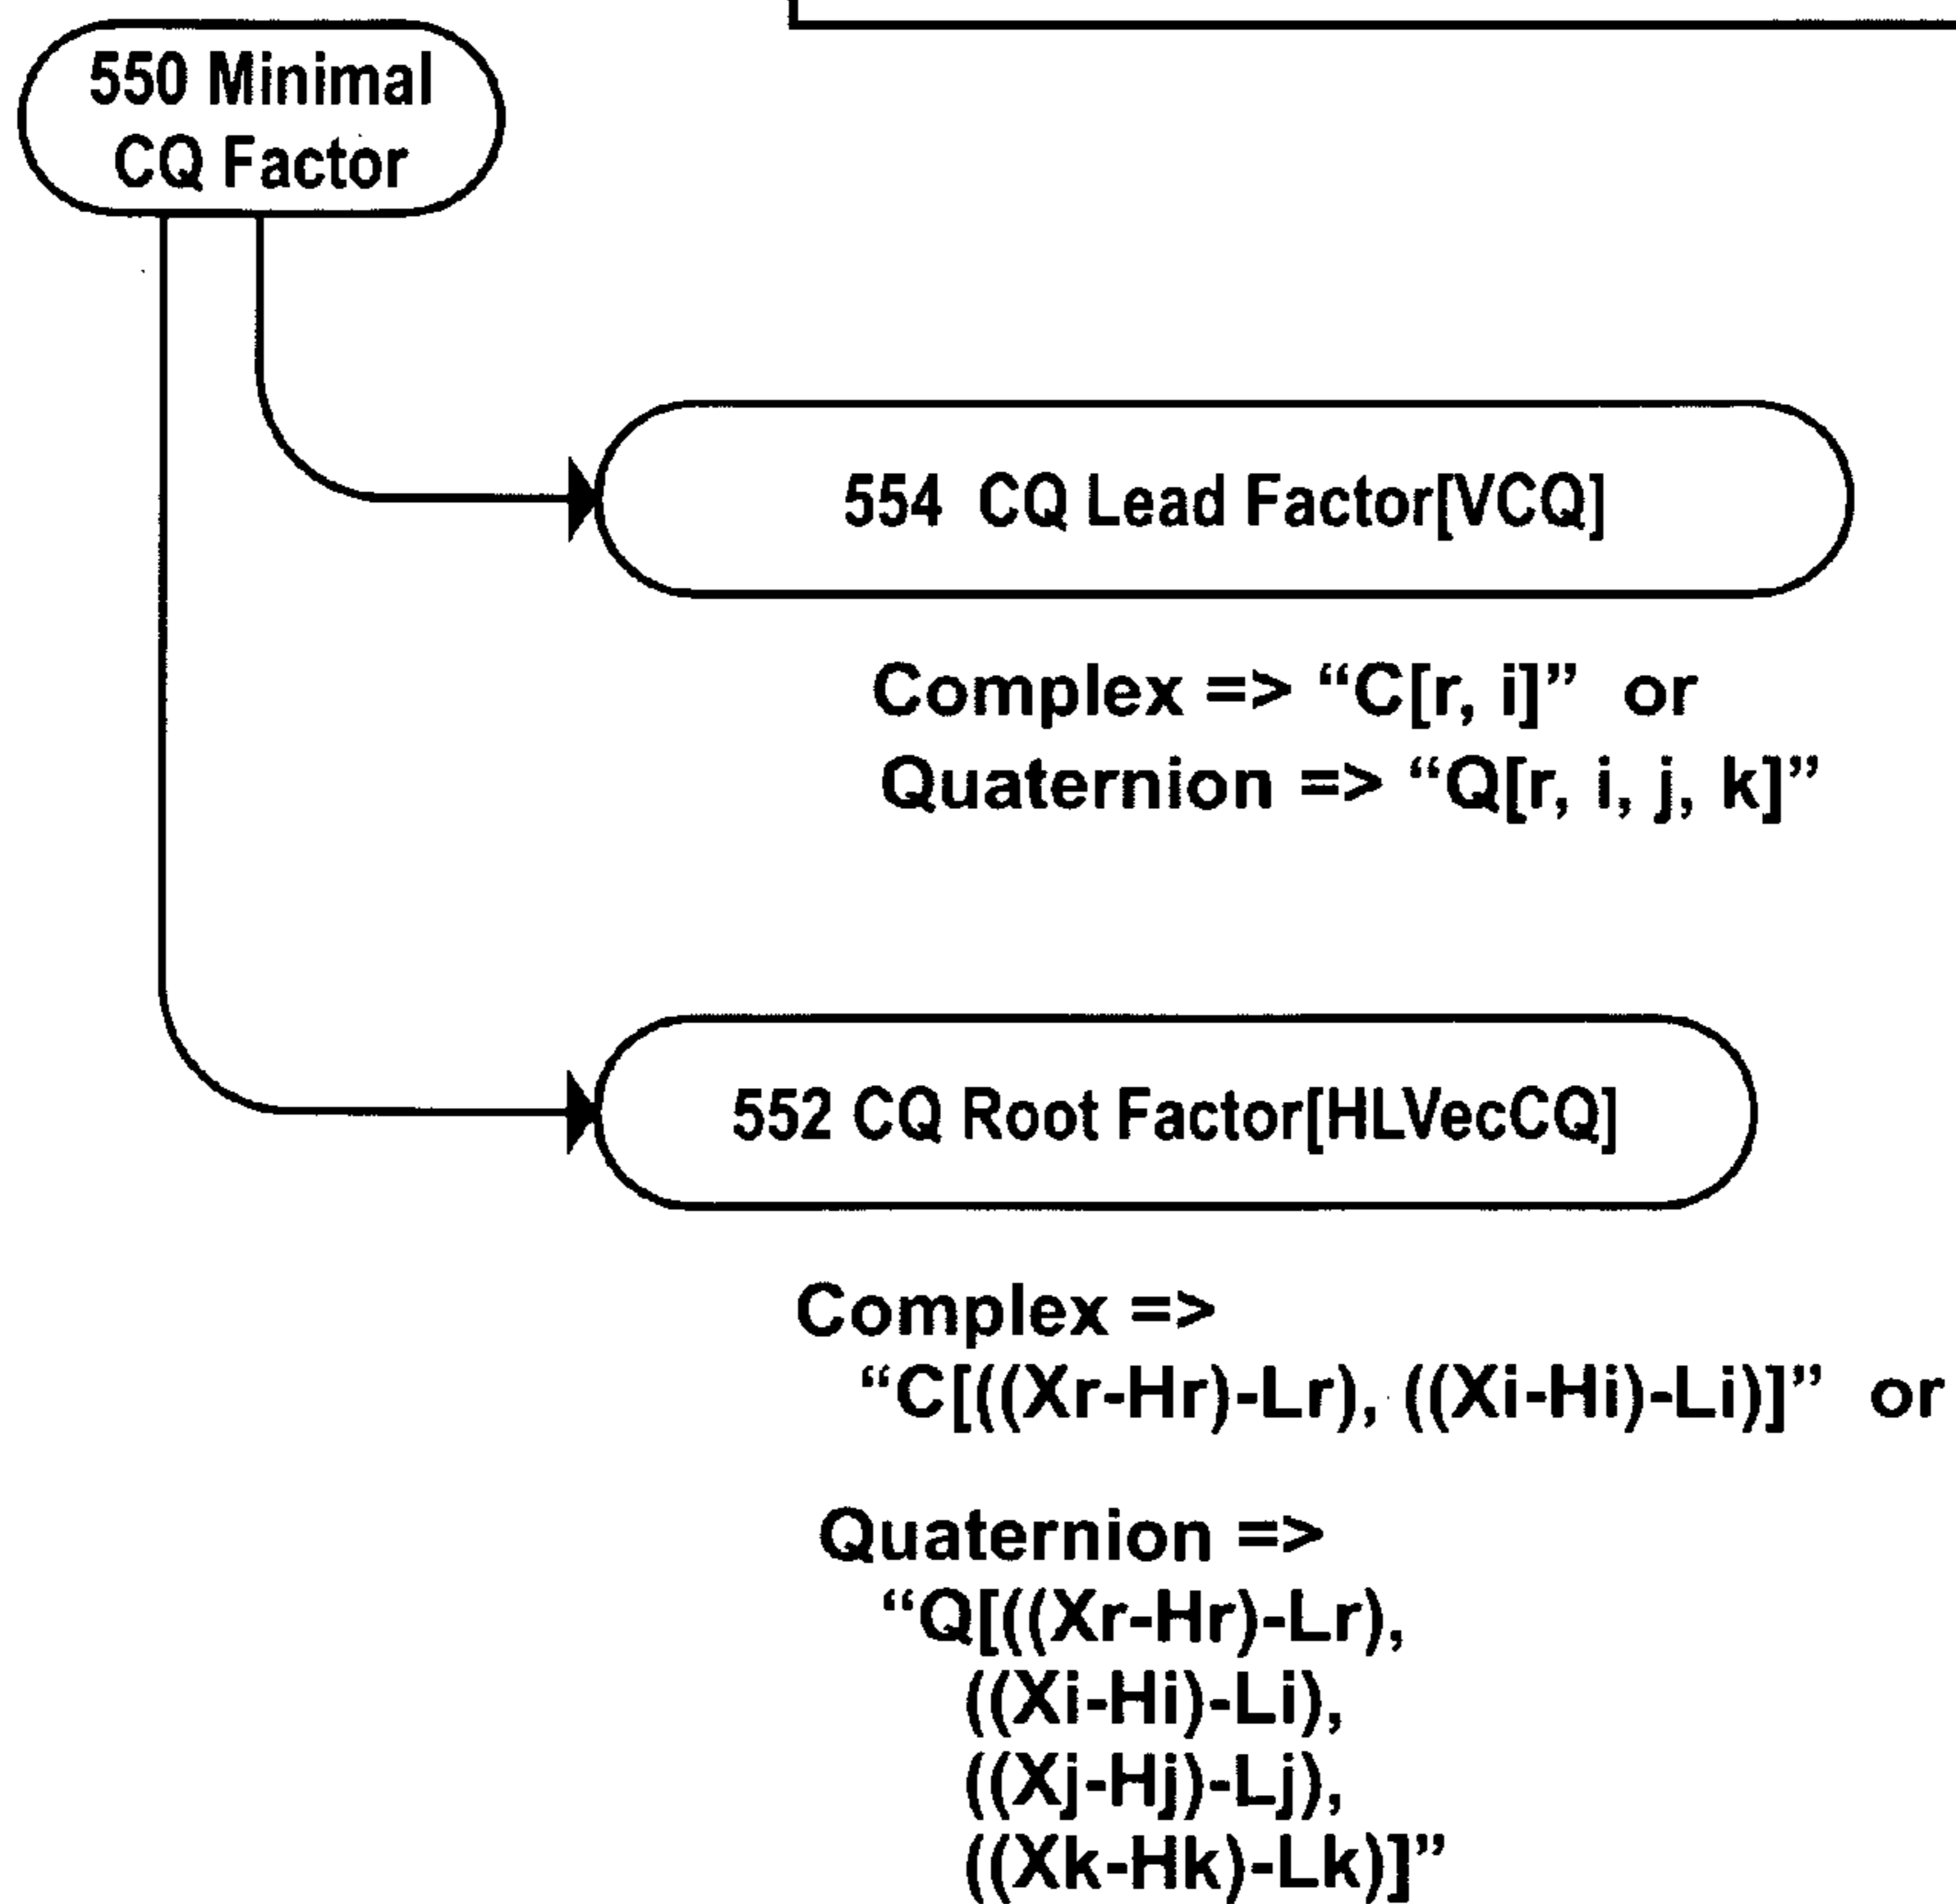 550 Minimal
CQ Factor
554 CQ Lead Factor[VCQ]
Complex => “C[r, i]” or
Quaternion => “Q[r, i, j, k]”
552 CQ Root Factor[HLVecCQ]
Complex =>
“C[((Xr-Hr)-Lr), ((Xi-Hi)-Li)]” or
Quaternion =>
“Q[((Xr-Hr)-Lr),
((Xi-Hi)-Li),
((Xj-Hj)-Lj),
((Xk-Hk)-Lk)]”